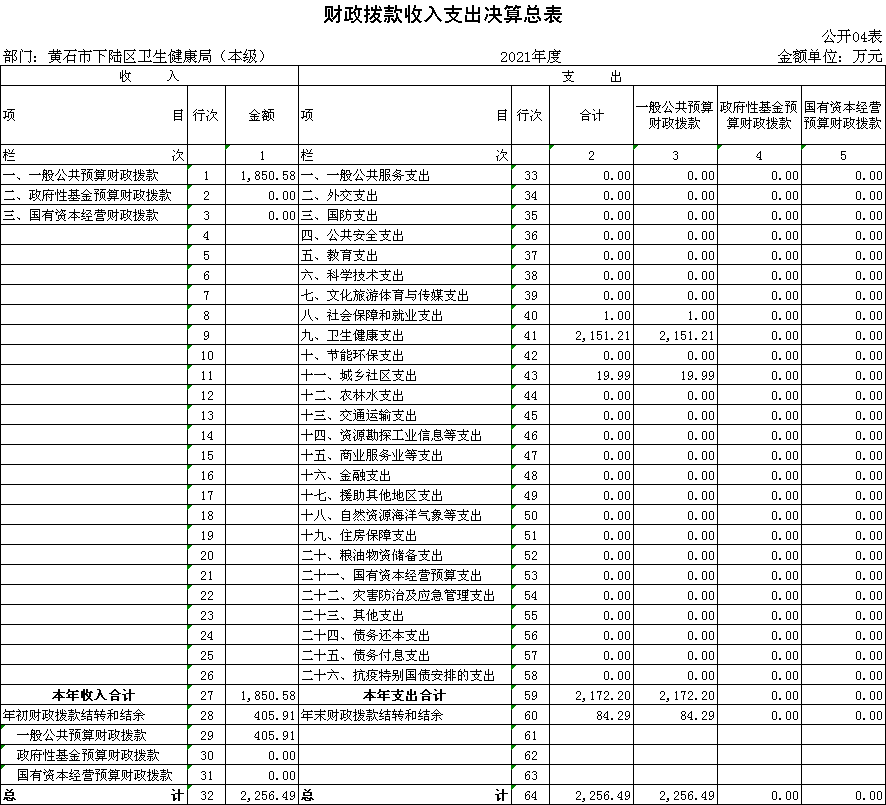 财政拨款收入支出决算总表
公开04表
部门：黄石市下陆区卫生健康局（本级） 2021年度 金额单位：万元
收 入 支 出
项 目 行次 金额 项 目 行次 合计 一般公共预算财政拨款 政府性基金预算财政拨款 国有资本经营预算财政拨款
栏 次 1 栏 次 2 3 4 5
一、一般公共预算财政拨款 1 1,850.58 一、一般公共服务支出 33 0.00 0.00 0.00 0.00
二、政府性基金预算财政拨款 2 0.00 二、外交支出 34 0.00 0.00 0.00 0.00
三、国有资本经营财政拨款 3 0.00 三、国防支出 35 0.00 0.00 0.00 0.00
4 四、公共安全支出 36 0.00 0.00 0.00 0.00
5 五、教育支出 37 0.00 0.00 0.00 0.00
6 六、科学技术支出 38 0.00 0.00 0.00 0.00
7 七、文化旅游体育与传媒支出 39 0.00 0.00 0.00 0.00
8 八、社会保障和就业支出 40 1.00 1.00 0.00 0.00
9 九、卫生健康支出 41 2,151.21 2,151.21 0.00 0.00
10 十、节能环保支出 42 0.00 0.00 0.00 0.00
11 十一、城乡社区支出 43 19.99 19.99 0.00 0.00
12 十二、农林水支出 44 0.00 0.00 0.00 0.00
13 十三、交通运输支出 45 0.00 0.00 0.00 0.00
14 十四、资源勘探工业信息等支出 46 0.00 0.00 0.00 0.00
15 十五、商业服务业等支出 47 0.00 0.00 0.00 0.00
16 十六、金融支出 48 0.00 0.00 0.00 0.00
17 十七、援助其他地区支出 49 0.00 0.00 0.00 0.00
18 十八、自然资源海洋气象等支出 50 0.00 0.00 0.00 0.00
19 十九、住房保障支出 51 0.00 0.00 0.00 0.00
20 二十、粮油物资储备支出 52 0.00 0.00 0.00 0.00
21 二十一、国有资本经营预算支出 53 0.00 0.00 0.00 0.00
22 二十二、灾害防治及应急管理支出 54 0.00 0.00 0.00 0.00
23 二十三、其他支出 55 0.00 0.00 0.00 0.00
24 二十四、债务还本支出 56 0.00 0.00 0.00 0.00
25 二十五、债务付息支出 57 0.00 0.00 0.00 0.00
26 二十六、抗疫特别国债安排的支出 58 0.00 0.00 0.00 0.00
本年收入合计 27 1,850.58 本年支出合计 59 2,172.20 2,172.20 0.00 0.00
年初财政拨款结转和结余 28 405.91 年末财政拨款结转和结余 60 84.29 84.29 0.00 0.00
一般公共预算财政拨款 29 405.91 61
政府性基金预算财政拨款 30 0.00 62
国有资本经营预算财政拨款 31 0.00 63
总 计 32 2,256.49 总 计 64 2,256.49 2,256.49 0.00 0.00